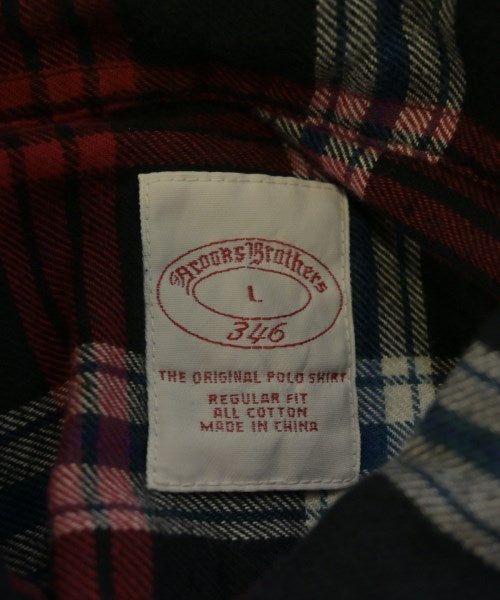 Brooks Brothers
L
346
THE ORIGINAL POLO SHIRT
REGULAR FIT
ALL COTTON
MADE IN CHINA